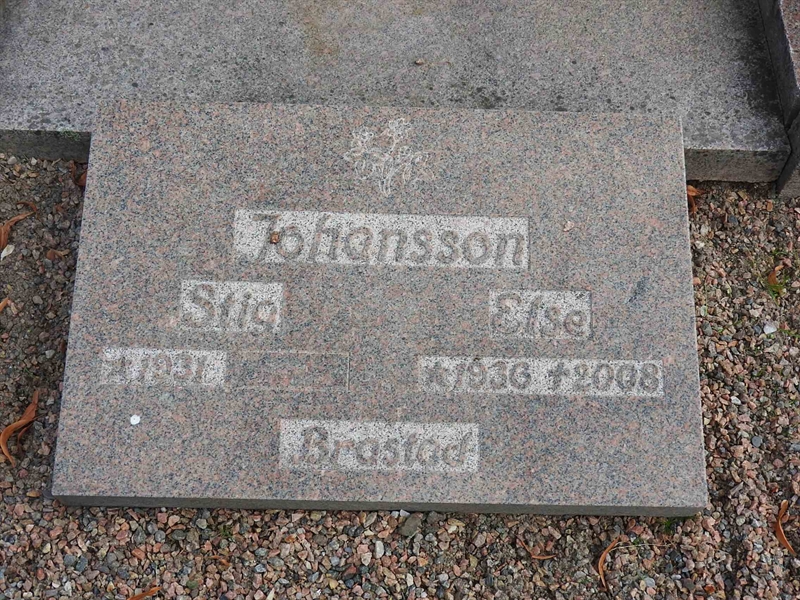 Johansson
Stig Else
*1931 *1936 †2008
Brastad